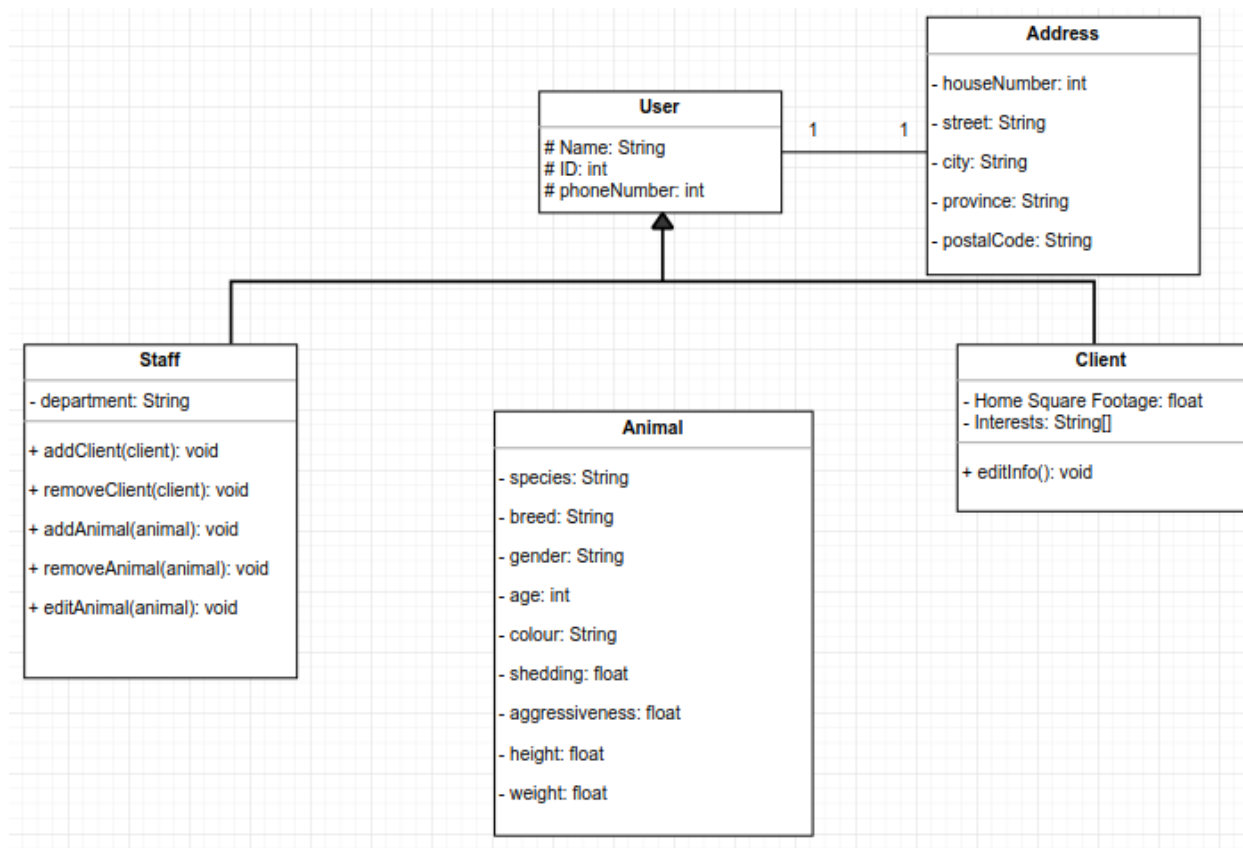 Address
- houseNumber: int
- street: String
- city: String
- province: String
- postalCode: String
User
# Name: String
# ID: int
# phoneNumber: int
1
1
Staff
- department: String
+ addClient(client): void
+ removeClient(client): void
+ addAnimal(animal): void
+ removeAnimal(animal): void
+ editAnimal(animal): void
Animal
- species: String
- breed: String
- gender: String
- age: int
- colour: String
- shedding: float
- aggressiveness: float
- height: float
- weight: float
Client
- Home Square Footage: float
- Interests: String[]
+ editInfo(): void